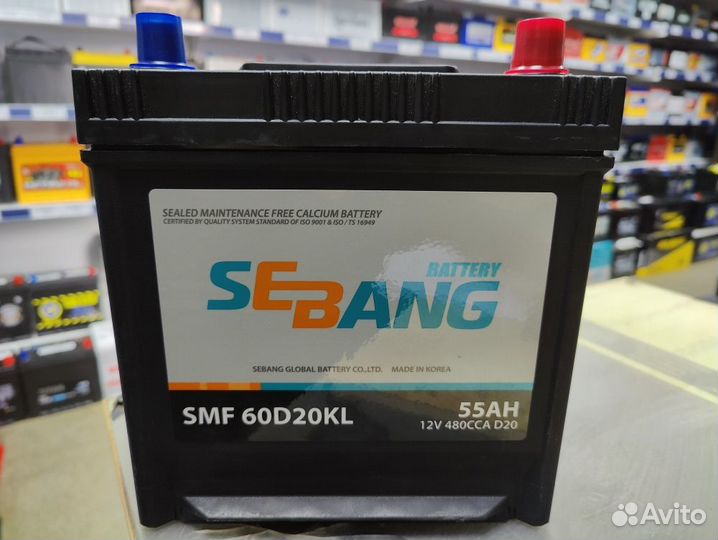 SEALED MAINTENANCE FREE CALCIUM BATTERY
CERTIFIED BY QUALITY SYSTEM STANDARD OF ISO 9001 & ISO / TS 16949
BATTERY
SEBANG
SEBANG GLOBAL BATTERY CO.,LTD. MADE IN KOREA
SMF 60D20KL
55AH
12V 480CCA D20
Avito